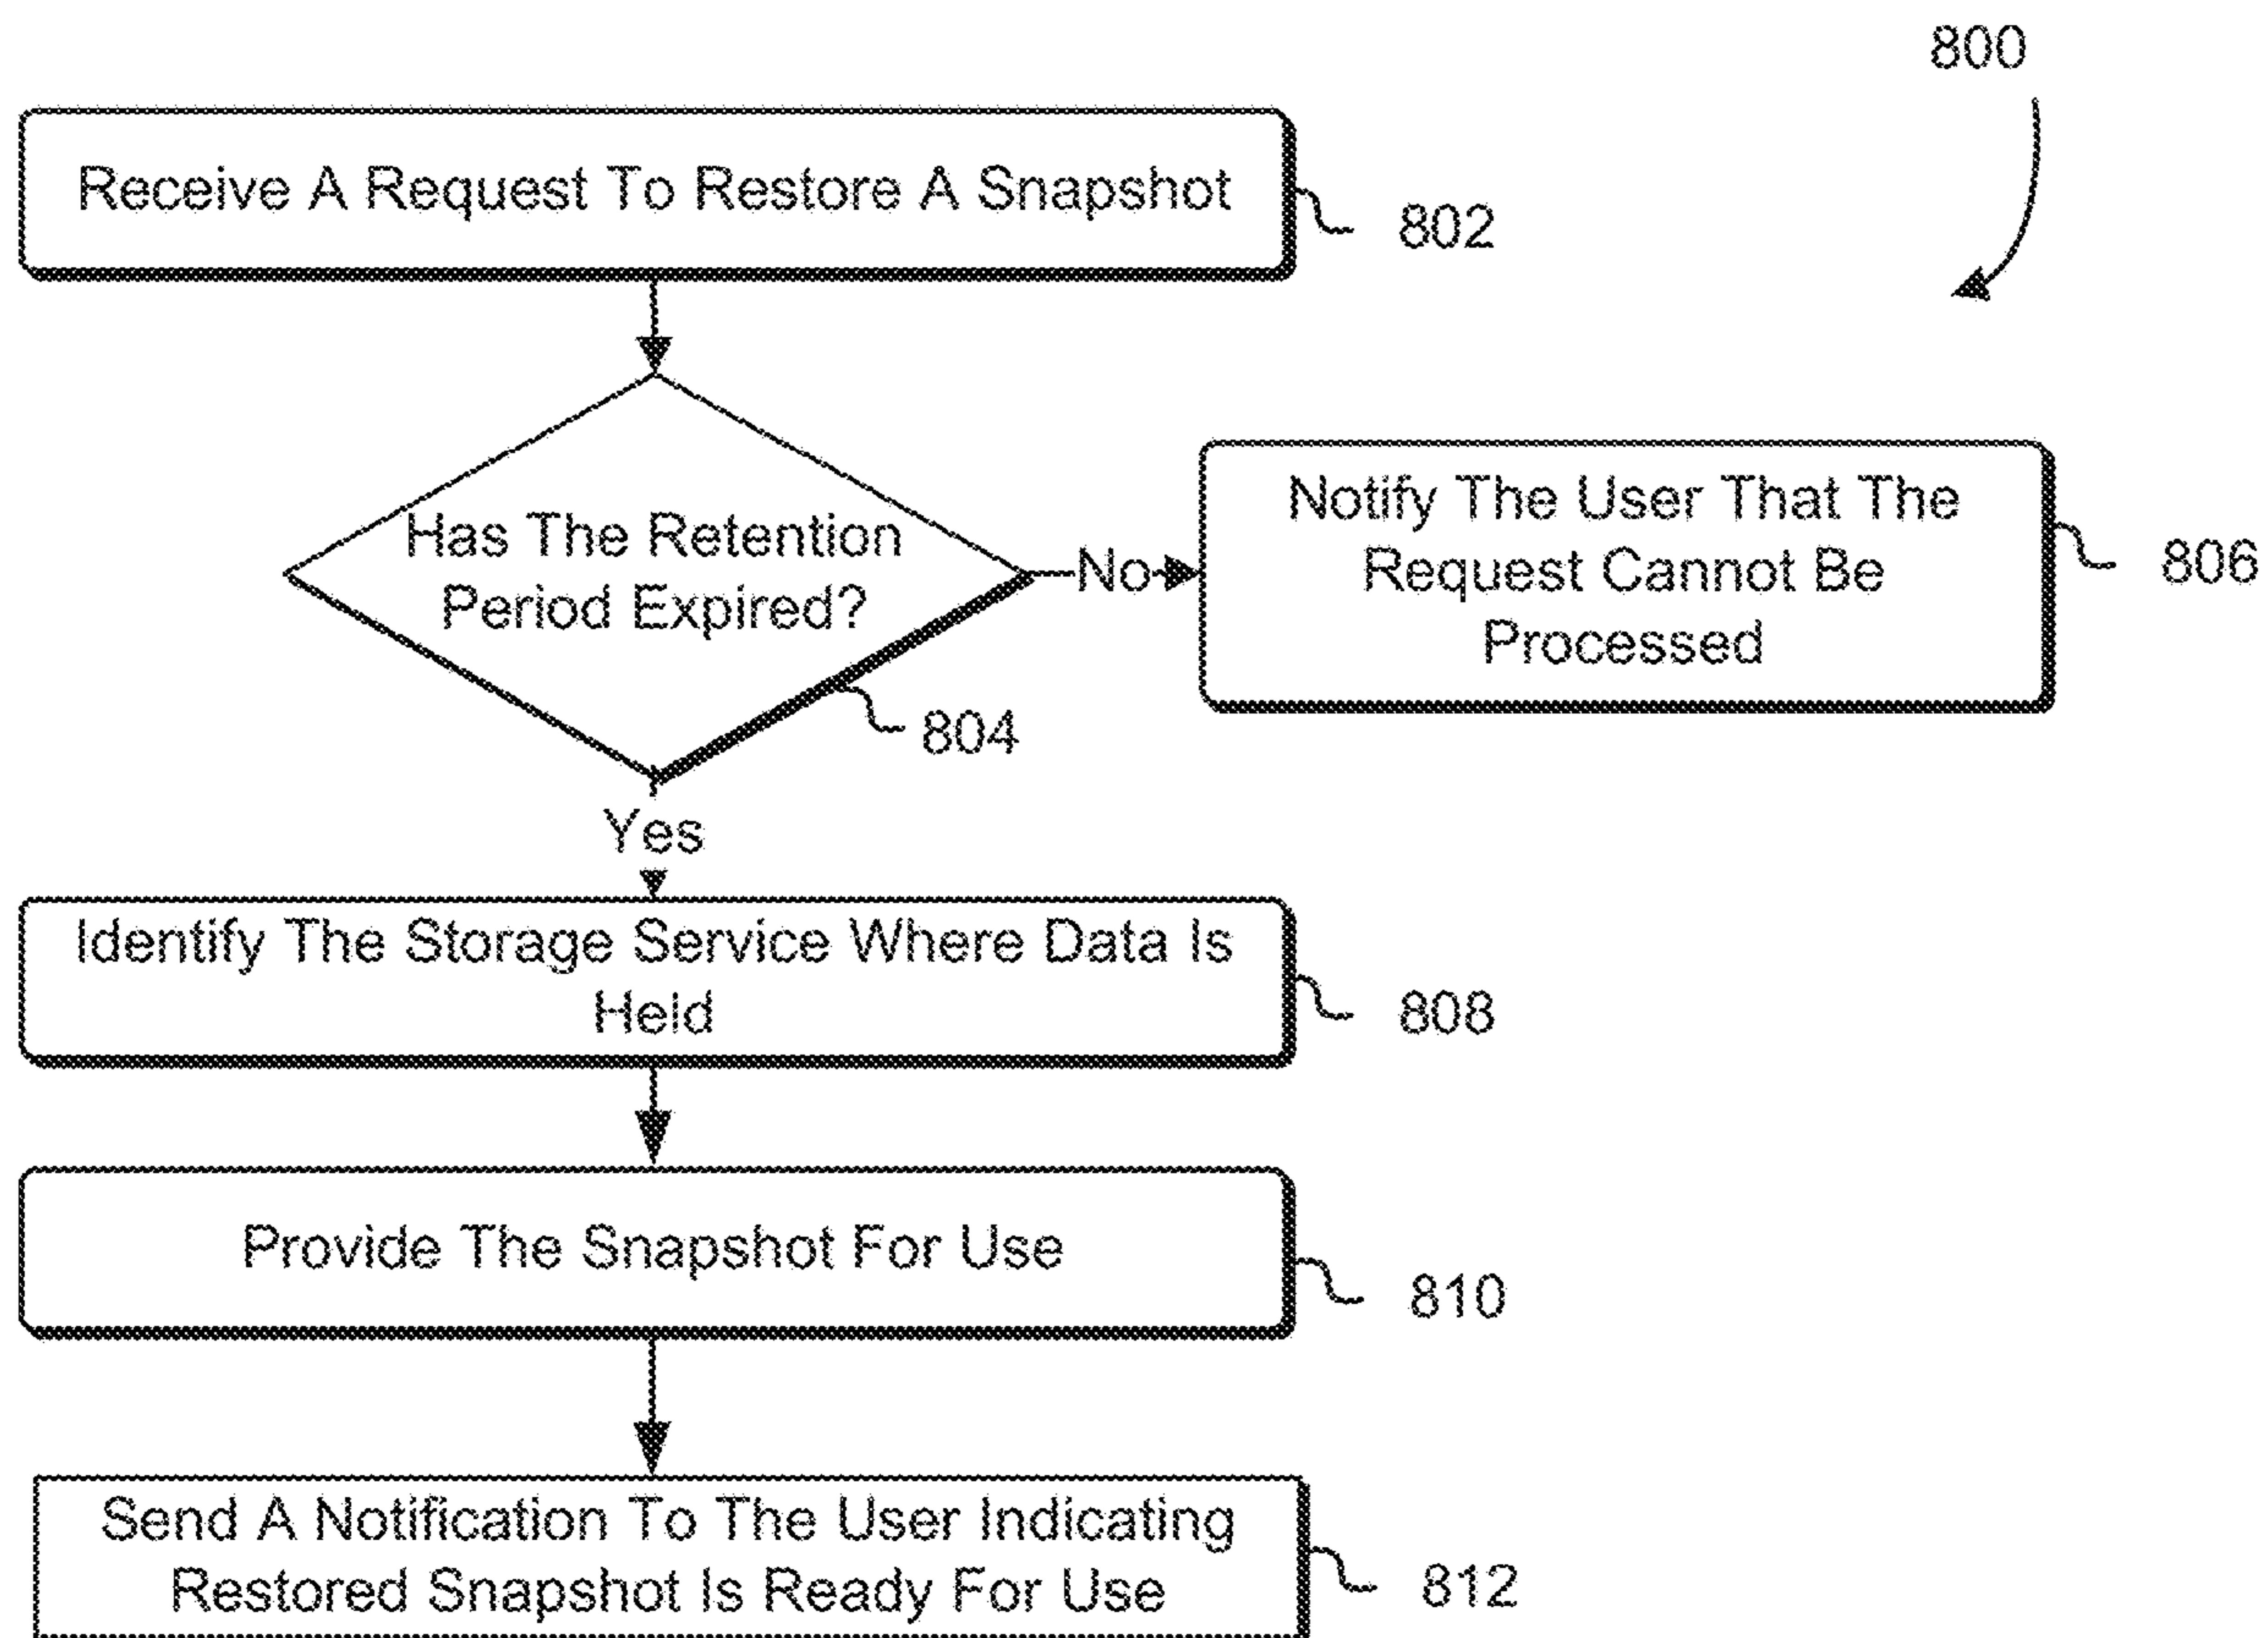 800
Receive A Request To Restore A Snapshot
802
Has The Retention
Period Expired?
804
No
Notify The User That The
Request Cannot Be
Processed
806
Yes
Identify The Storage Service Where Data Is
Held
808
Provide The Snapshot For Use
810
Send A Notification To The User Indicating
Restored Snapshot Is Ready For Use
812